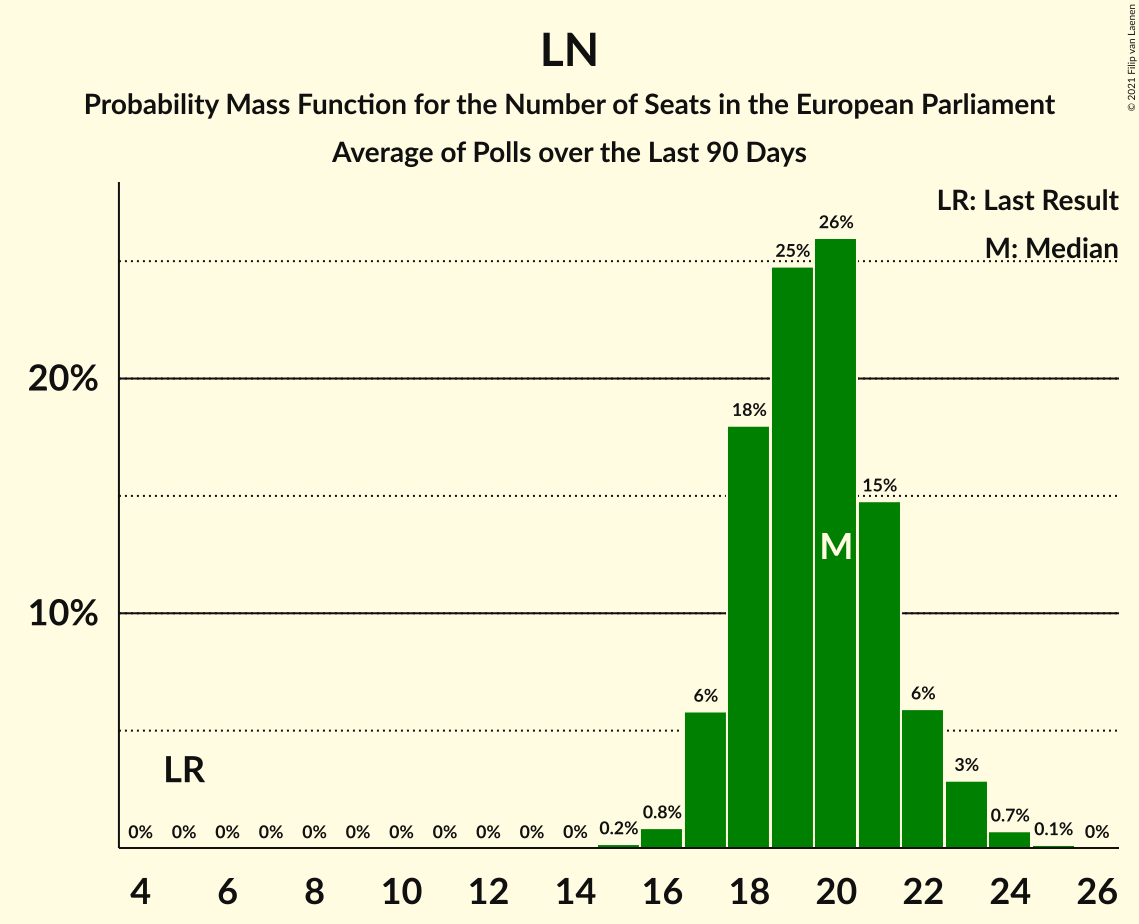 LN
Probability Mass Function for the Number of Seats in the European Parliament
Average of Polls over the Last 90 Days
© 2021 Filip van Laenen
LR: Last Result
M: Median
20%
10%
0% 0% 0% 0% 0% 0% 0% 0% 0% 0% 0% 0.2% 0.8% 6% 18% 25% 26% 15% 6% 3% 0.7% 0.1% 0%
LR
M
4 6 8 10 12 14 16 18 20 22 24 26